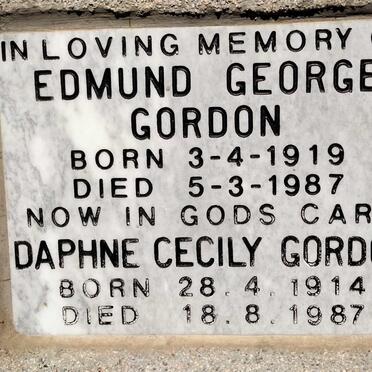 IN LOVING MEMORY O
EDMUND GEORGE
GORDON
BORN 3-4-1919
DIED 5-3-1987
NOW IN GODS CAR
DAPHNE CECILY GORDO
BORN 28.4.1914
DIED 18.8.1987